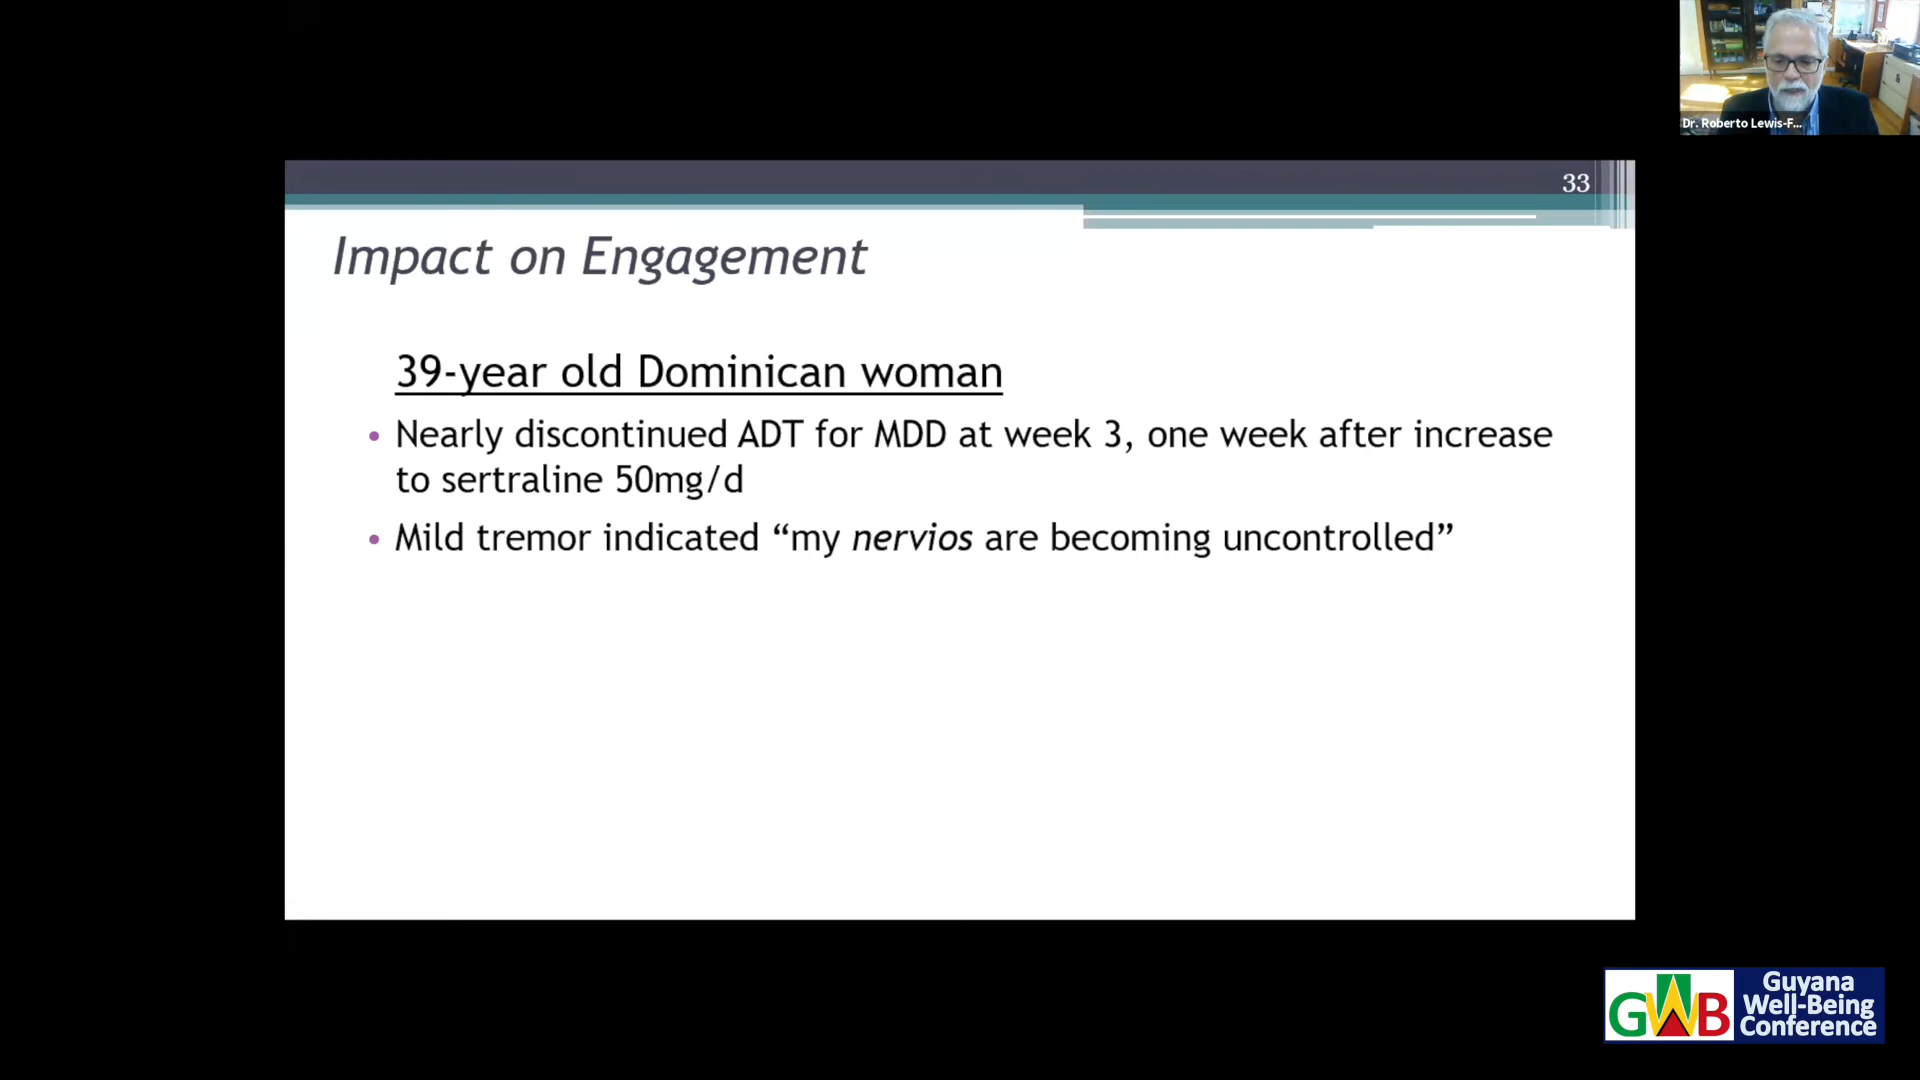 Dr. Roberto Lewis-F...
33
Impact on Engagement
39-year old Dominican woman
• Nearly discontinued ADT for MDD at week 3, one week after increase
to sertraline 50mg/d
• Mild tremor indicated “my nervios are becoming uncontrolled”
GWB
Guyana
Well-Being
Conference